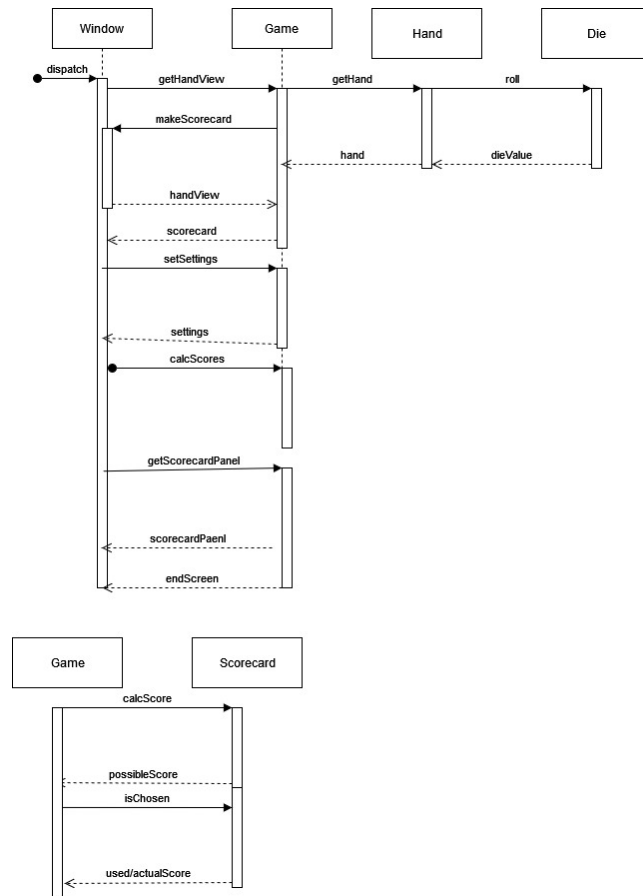 Window
Game
Hand
Die
dispatch
getHandView
getHand
roll
makeScorecard
hand
dieValue
handView
scorecard
setSettings
settings
calcScores
getScorecardPanel
scorecardPaenl
endScreen
Game
Scorecard
calcScore
possibleScore
isChosen
used/actualScore